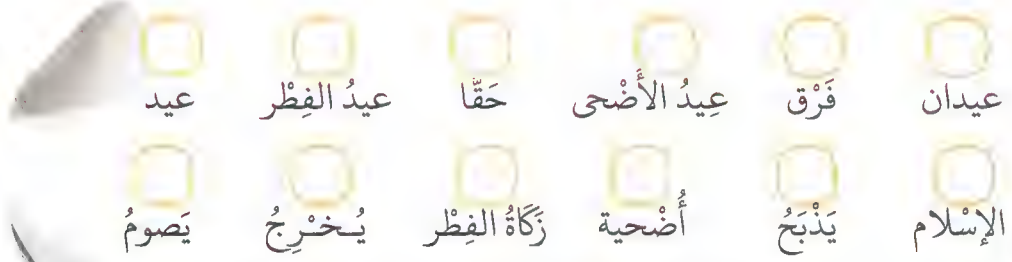 عيدان فَرْق عِيدُ الأَضْحى حَقًّا عيدُ الفِطْر عيد
الإسْلام يَذْبَحُ أُضْحية زَكَاةُ الفِطْر يُخْرِجُ يَصومُ